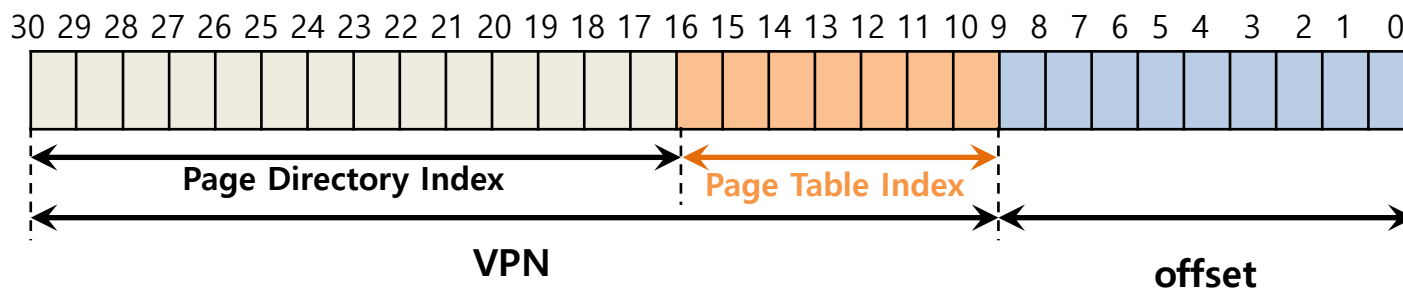 30 29 28 27 26 25 24 23 22 21 20 19 18 17 16 15 14 13 12 11 10 9 8 7 6 5 4 3 2 1 0
Page Directory Index
Page Table Index
VPN
offset